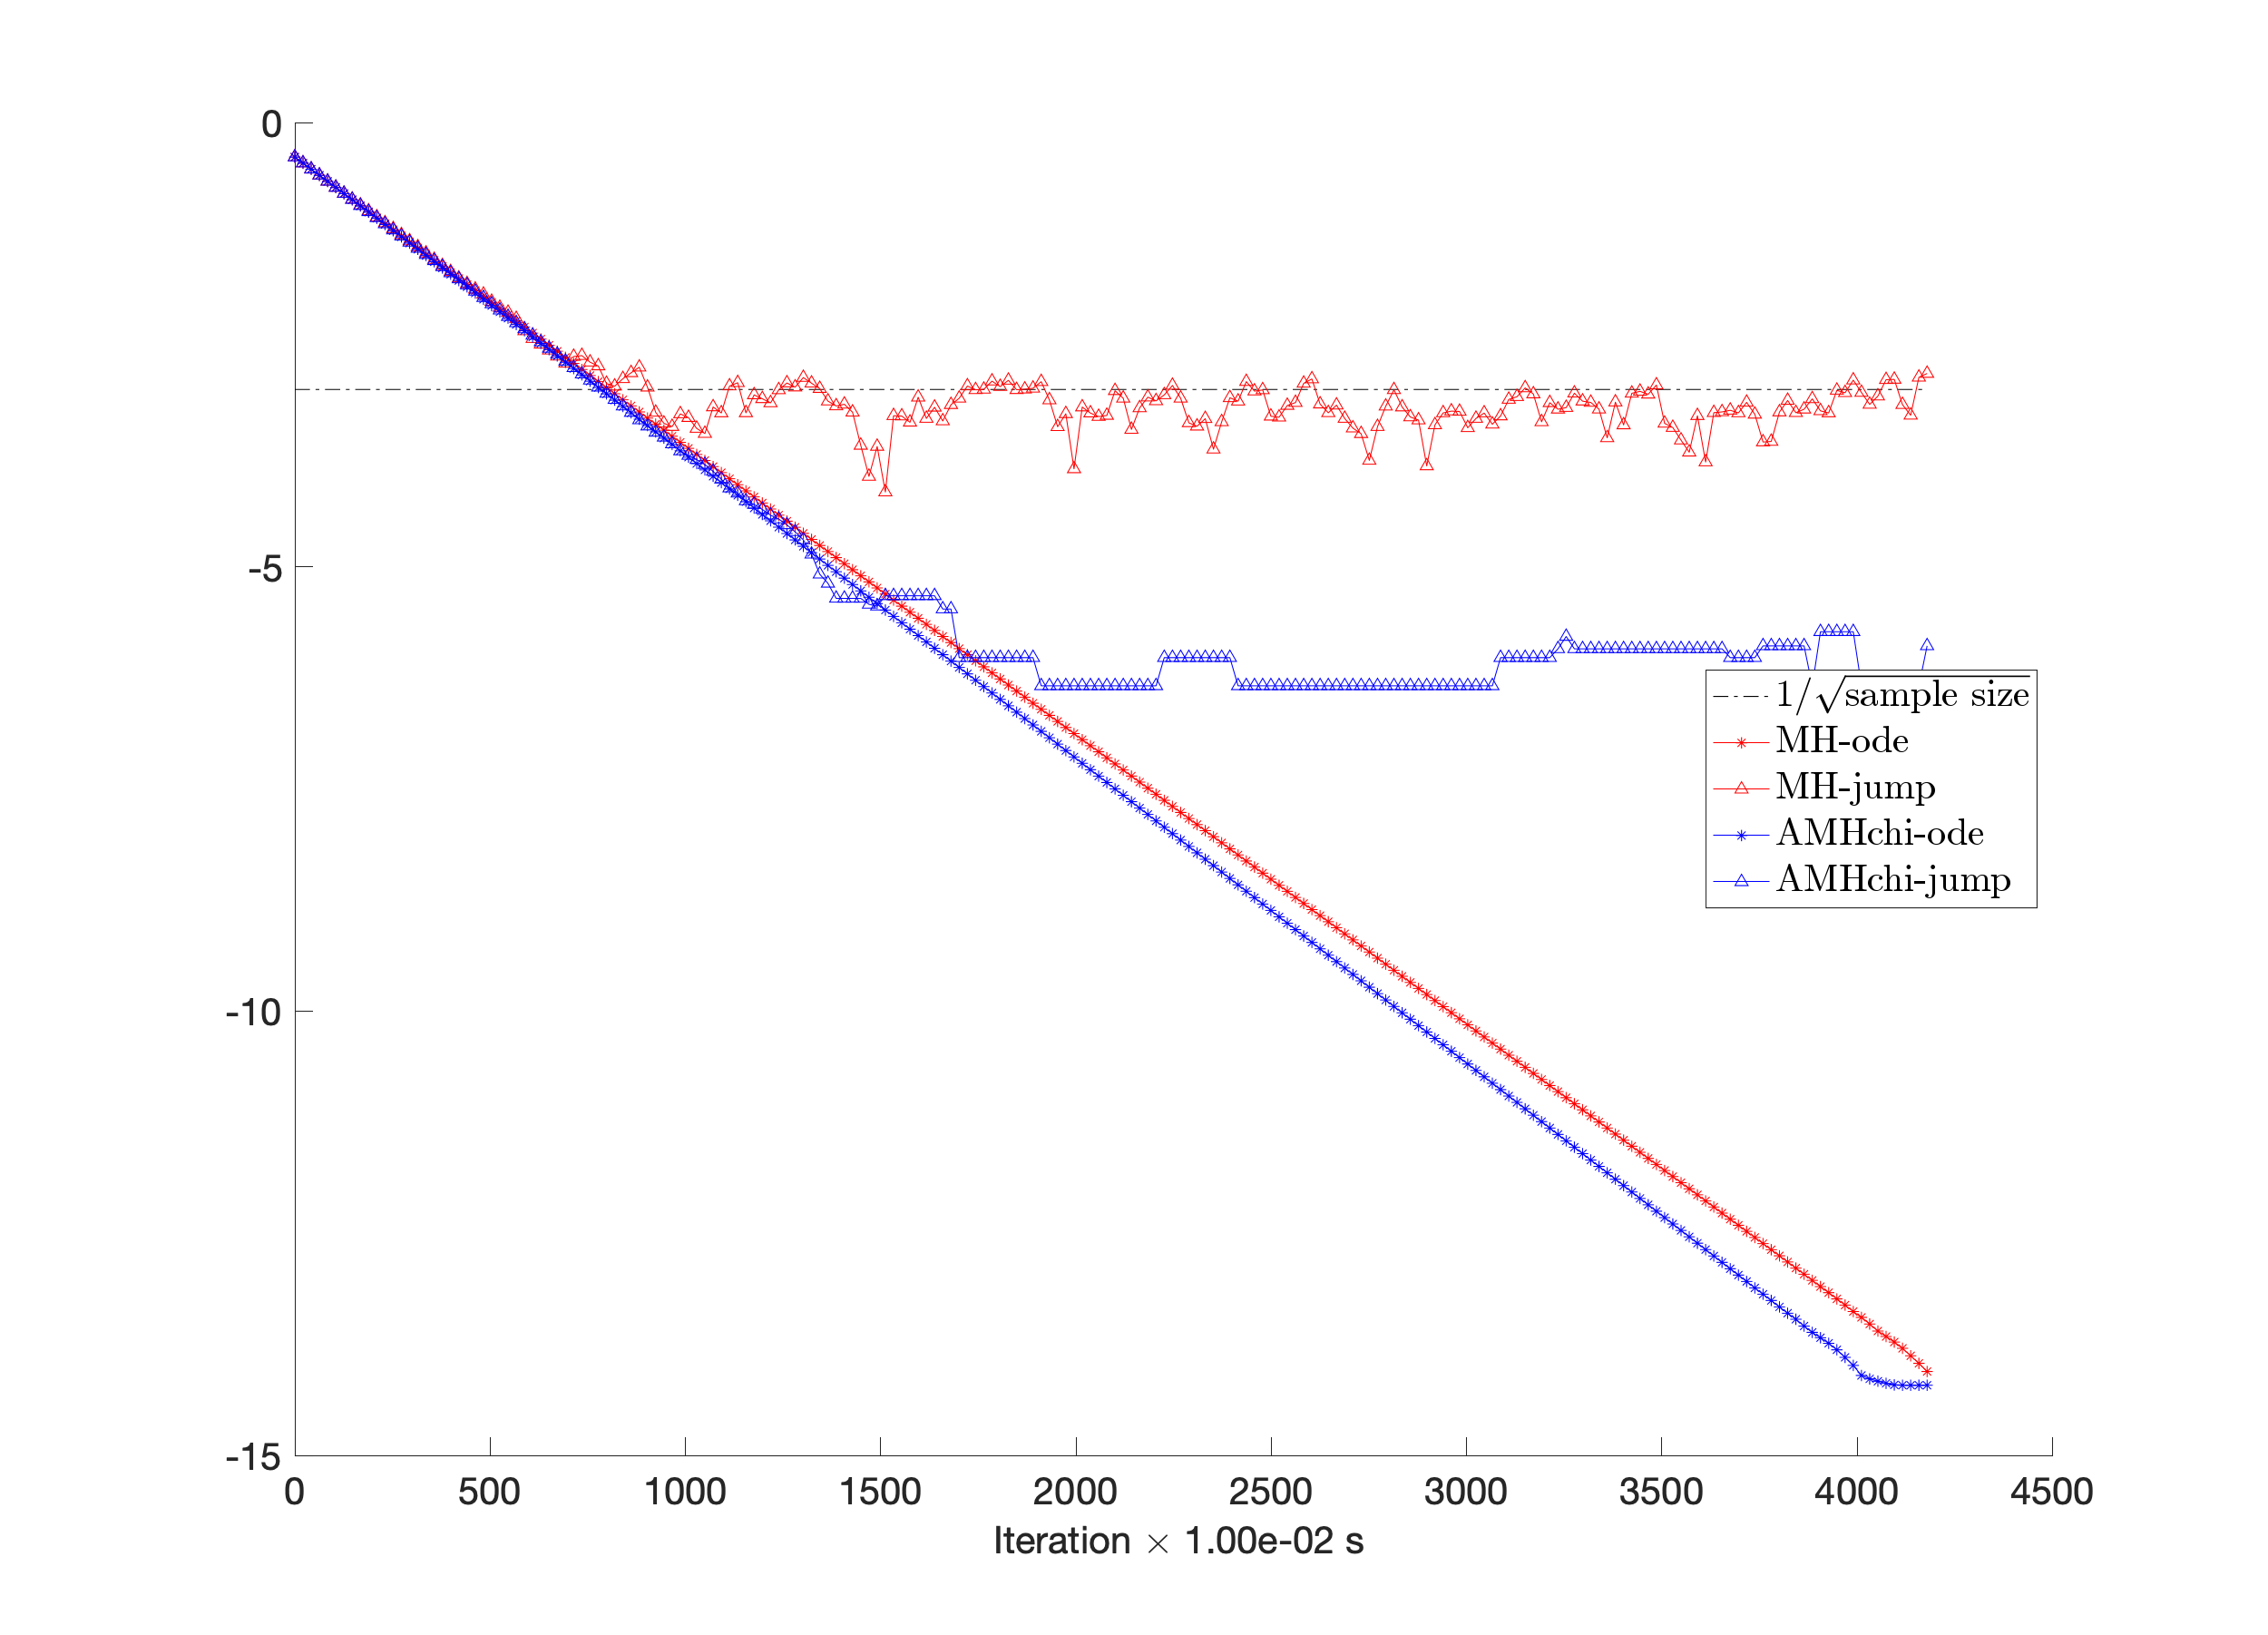 0
-5
-10
-15
0 500 1000 1500 2000 2500 3000 3500 4000 4500
Iteration × 1.00e-02 s
1/√sample size
MH-ode
MH-jump
AMHchi-ode
AMHchi-jump